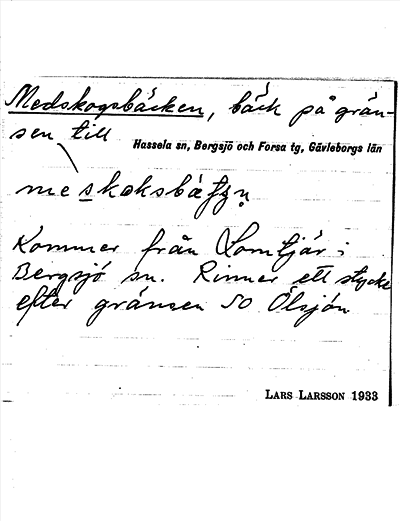 Medskogsbäcken, bäck på grän-
sen till
Hassela sn, Bergsjö och Forsa tg, Gävleborgs län
Kommer från Lomtjär i
Bergsjö sn. Rinner ett stycke
efter gränsen SO Ölsjön
LARS LARSSON 1933